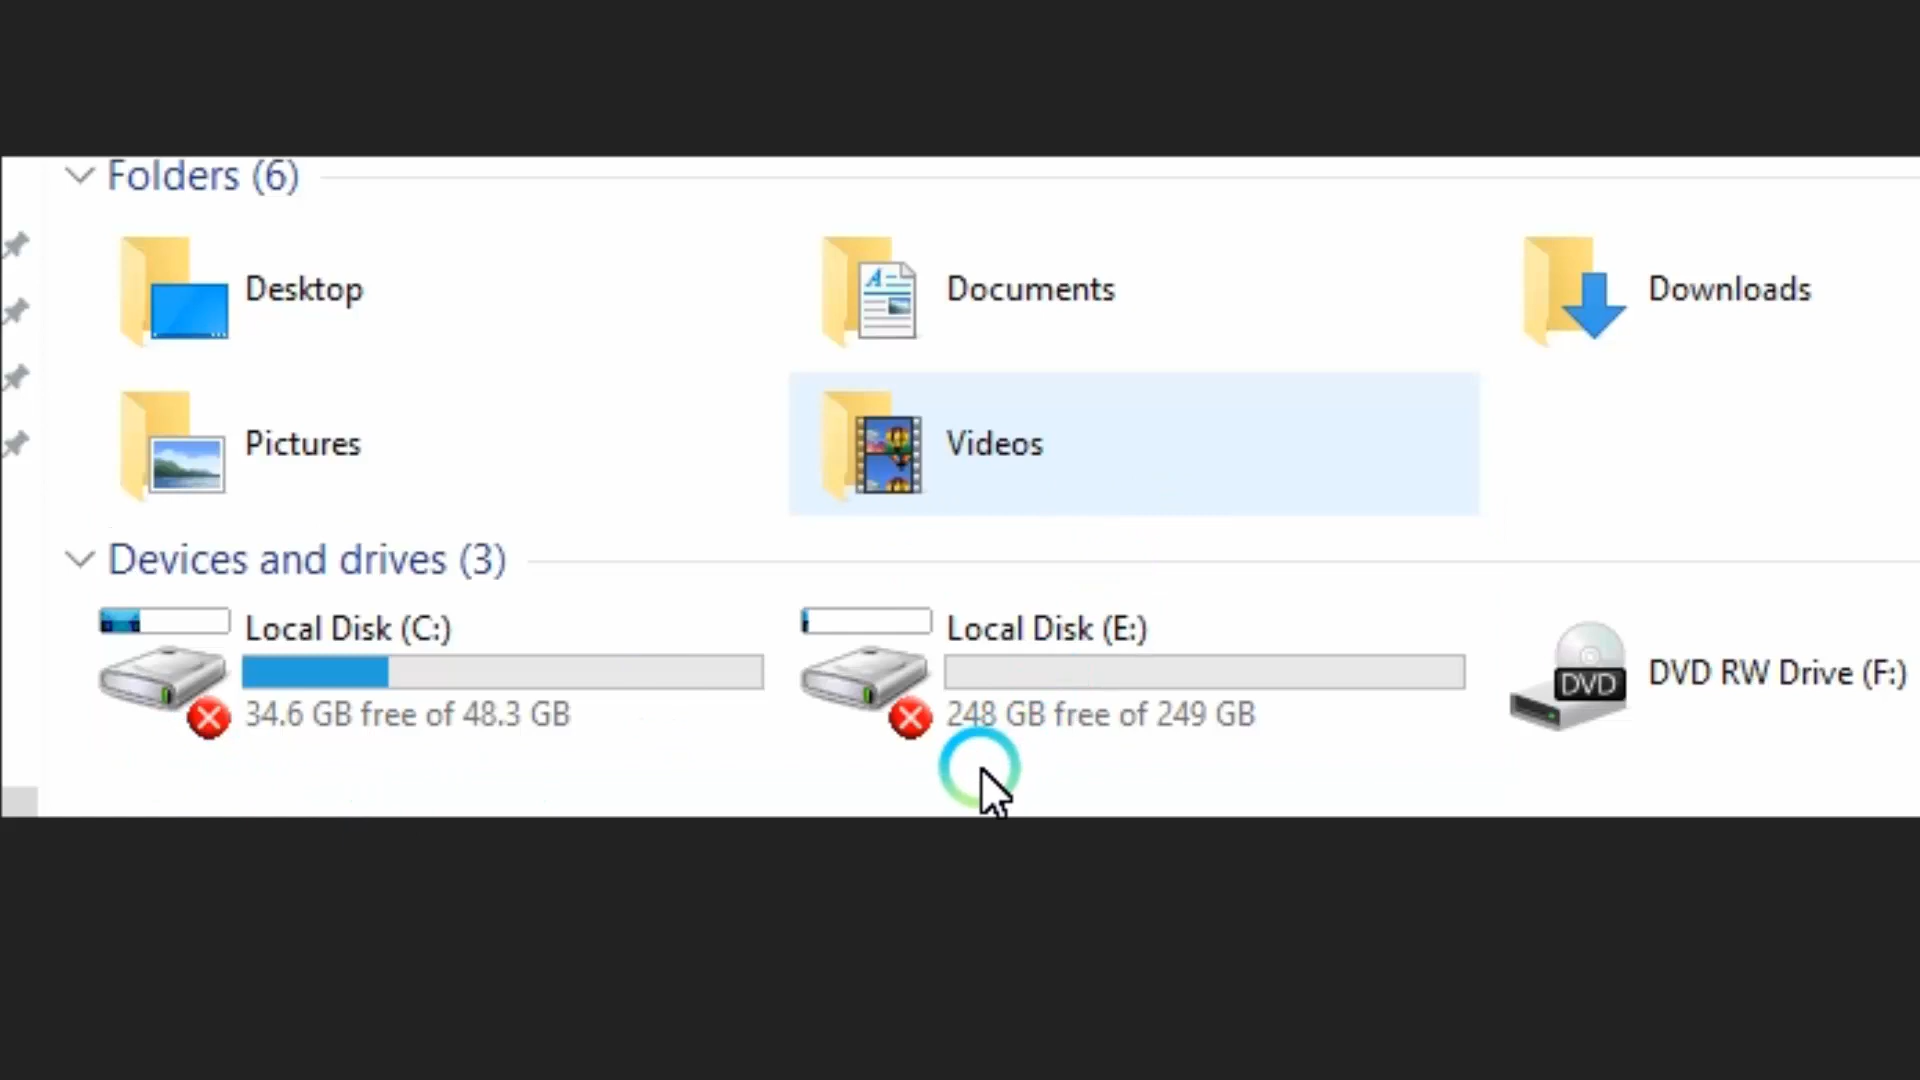 Folders (6)
Desktop
Documents
Downloads
Pictures
Videos
Devices and drives (3)
Local Disk (C:)
34.6 GB free of 48.3 GB
Local Disk (E:)
248 GB free of 249 GB
DVD
DVD RW Drive (F:)